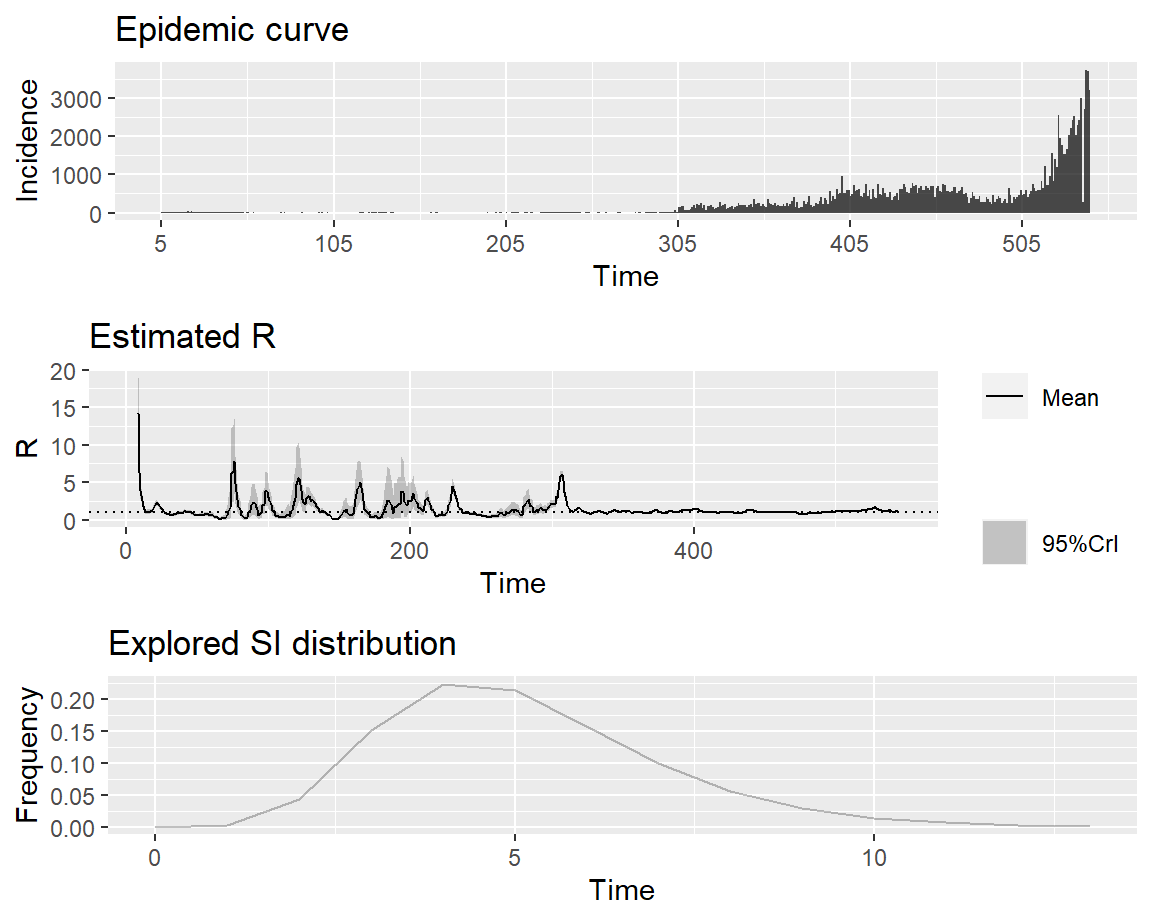 Epidemic curve
Incidence
3000
2000
1000
0
5 105 205 305 405 505
Time
Estimated R
R
20
15
10
5
0
0 200 400
Time
Mean
95%CrI
Explored SI distribution
Frequency
0.20
0.15
0.10
0.05
0.00
0 5 10
Time